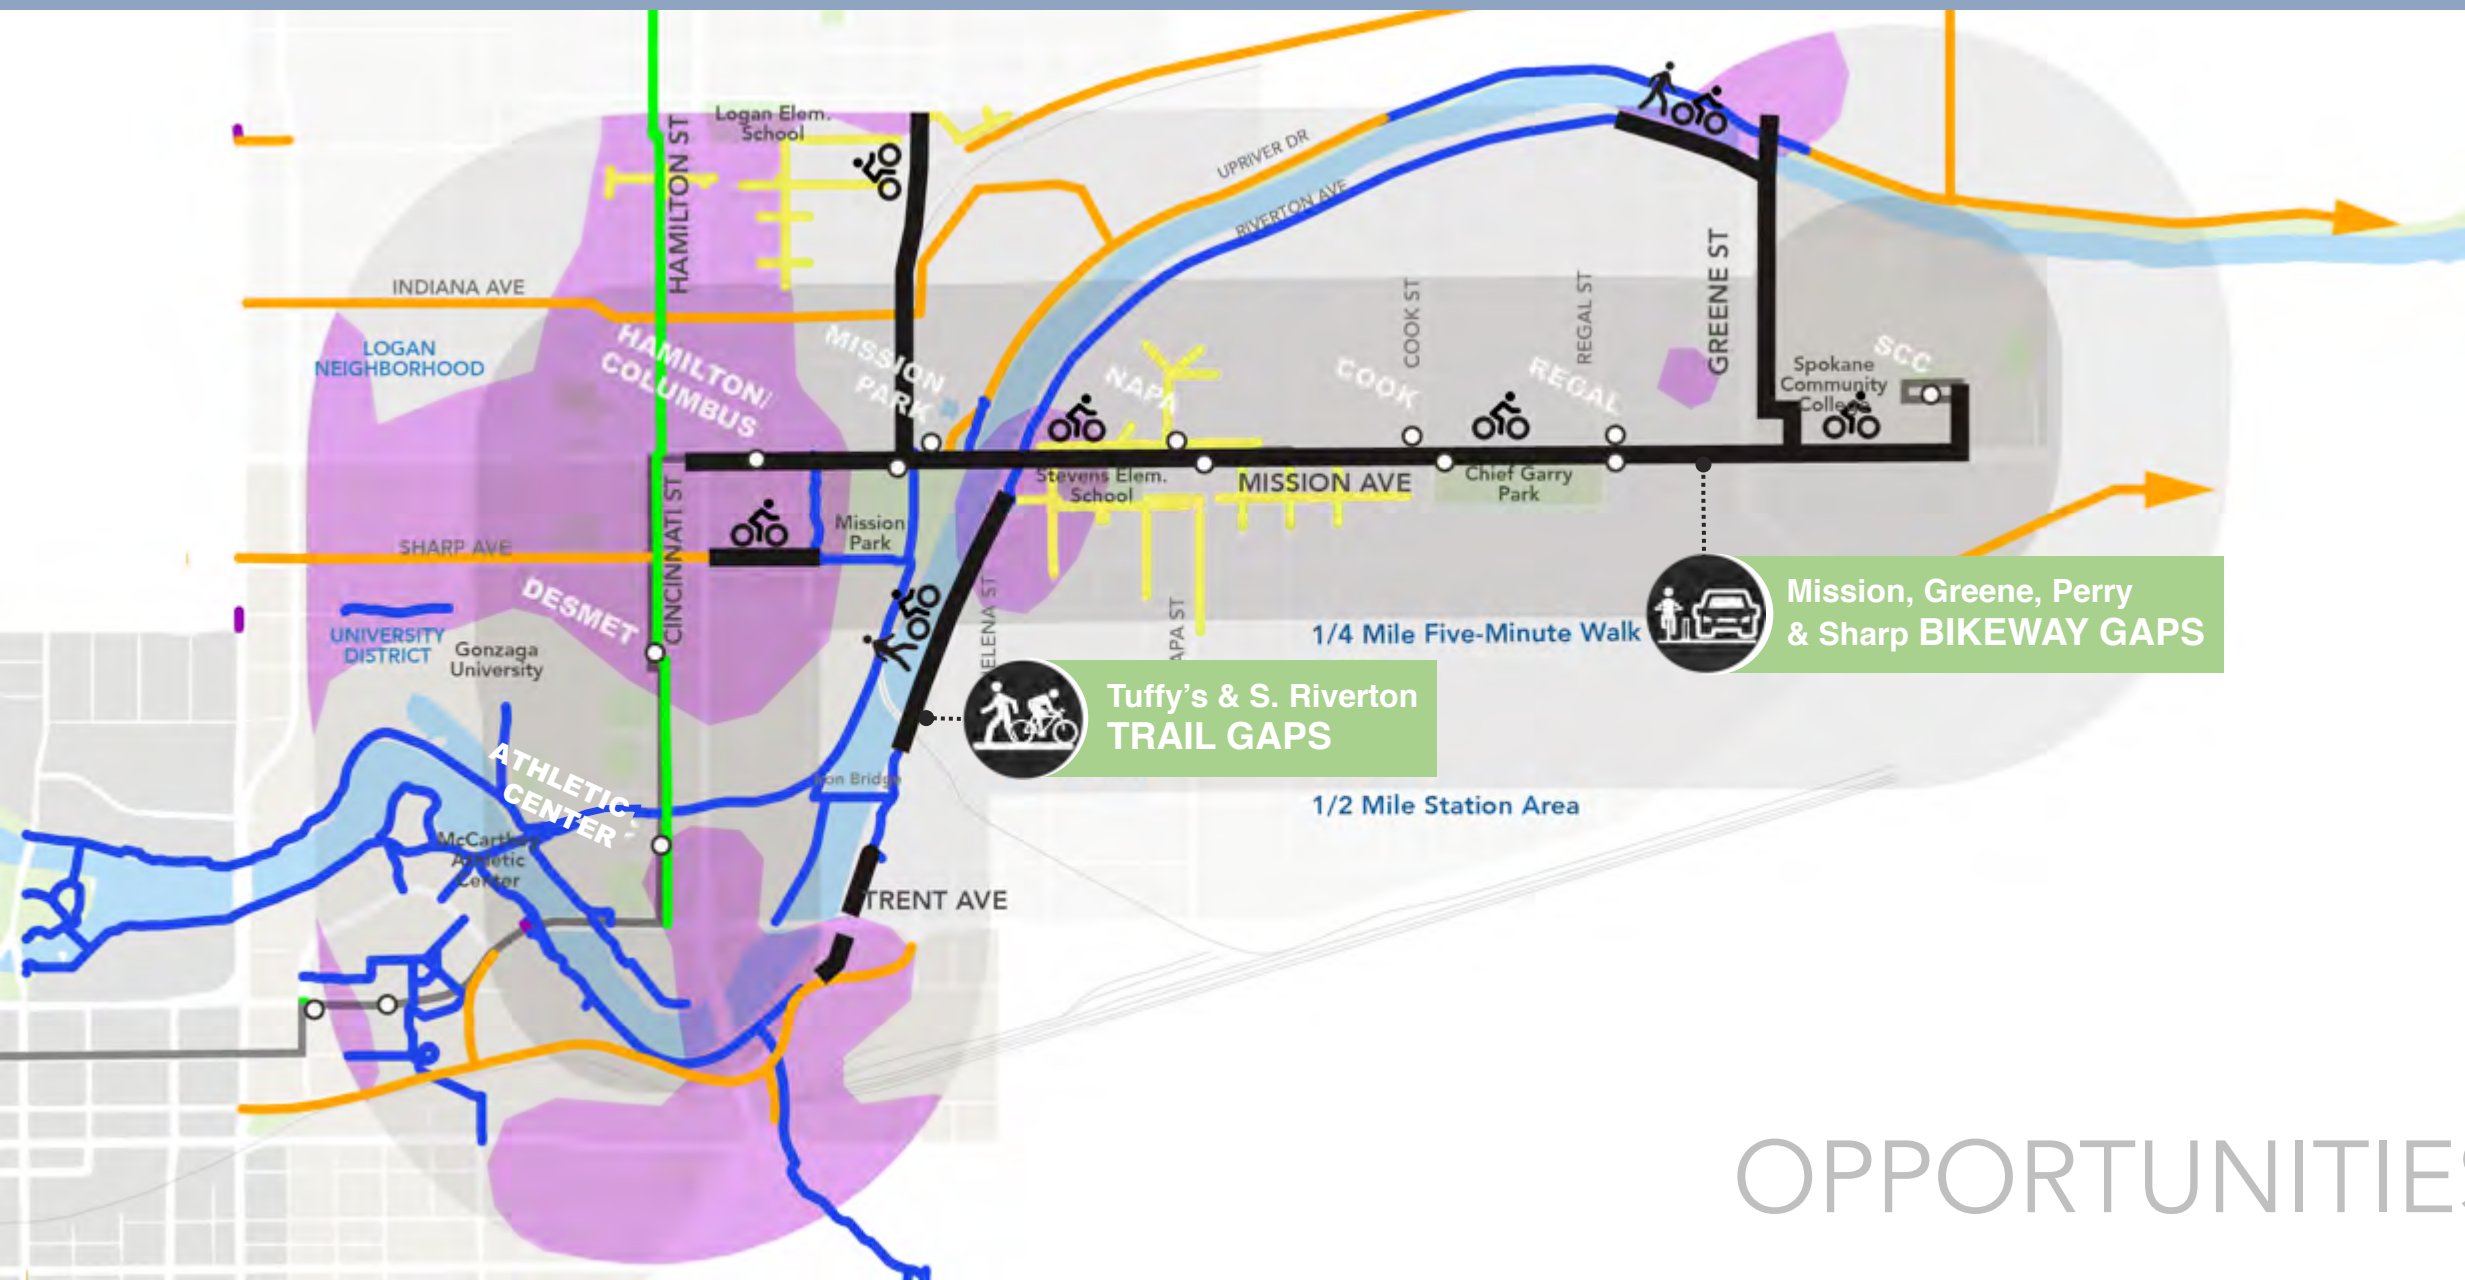 Logan Elem.
School
HAMILTON ST
UPRIVER DR
RIVERTON AVE
INDIANA AVE
LOGAN
NEIGHBORHOOD
HAMILTON/
COLUMBUS
MISSION
PARK
NAPA
COOK
COOK ST
REGAL
REGAL ST
GREENE ST
SCC
Spokane
Community
College
CINCINNATI ST
Stevens Elem.
School
MISSION AVE
Chief Garry
Park
Mission
Park
SHARP AVE
DESMET
UNIVERSITY
DISTRICT
Gonzaga
University
ELENA ST
APA ST
1/4 Mile Five-Minute Walk
Mission, Greene, Perry
& Sharp BIKEWAY GAPS
Tuffy's & S. Riverton
TRAIL GAPS
ATHLETIC
CENTER
Iron Bridge
1/2 Mile Station Area
McCarthey
Athletic
Center
TRENT AVE
OPPORTUNITIES